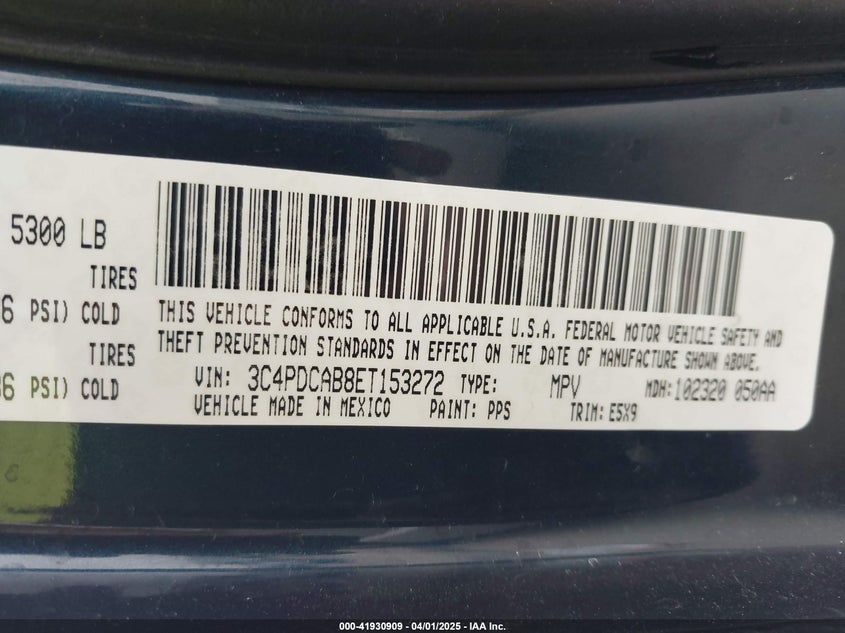 5300 LB
TIRES
6 PSI) COLD
TIRES
36 PSI) COLD
THIS VEHICLE CONFORMS TO ALL APPLICABLE U.S.A. FEDERAL MOTOR VEHICLE SAFETY AND
THEFT PREVENTION STANDARDS IN EFFECT ON THE DATE OF MANUFACTURE SHOWN ABOVE.
VIN: 3C4PDCAB8ET153272 TYPE: MPV MDH:102320 050AA
VEHICLE MADE IN MEXICO PAINT: PPS TRIM: E5X9
000-41930909 - 04/01/2025 - IAA Inc.